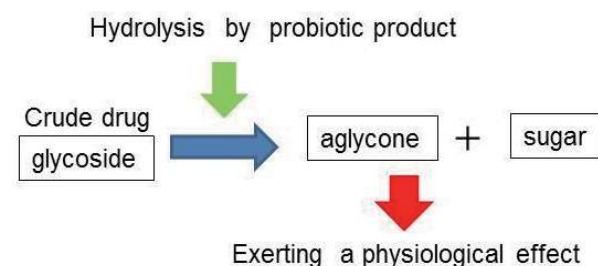 Hydrolysis by probiotic product
Crude drug
glycoside
aglycone + sugar
Exerting a physiological effect